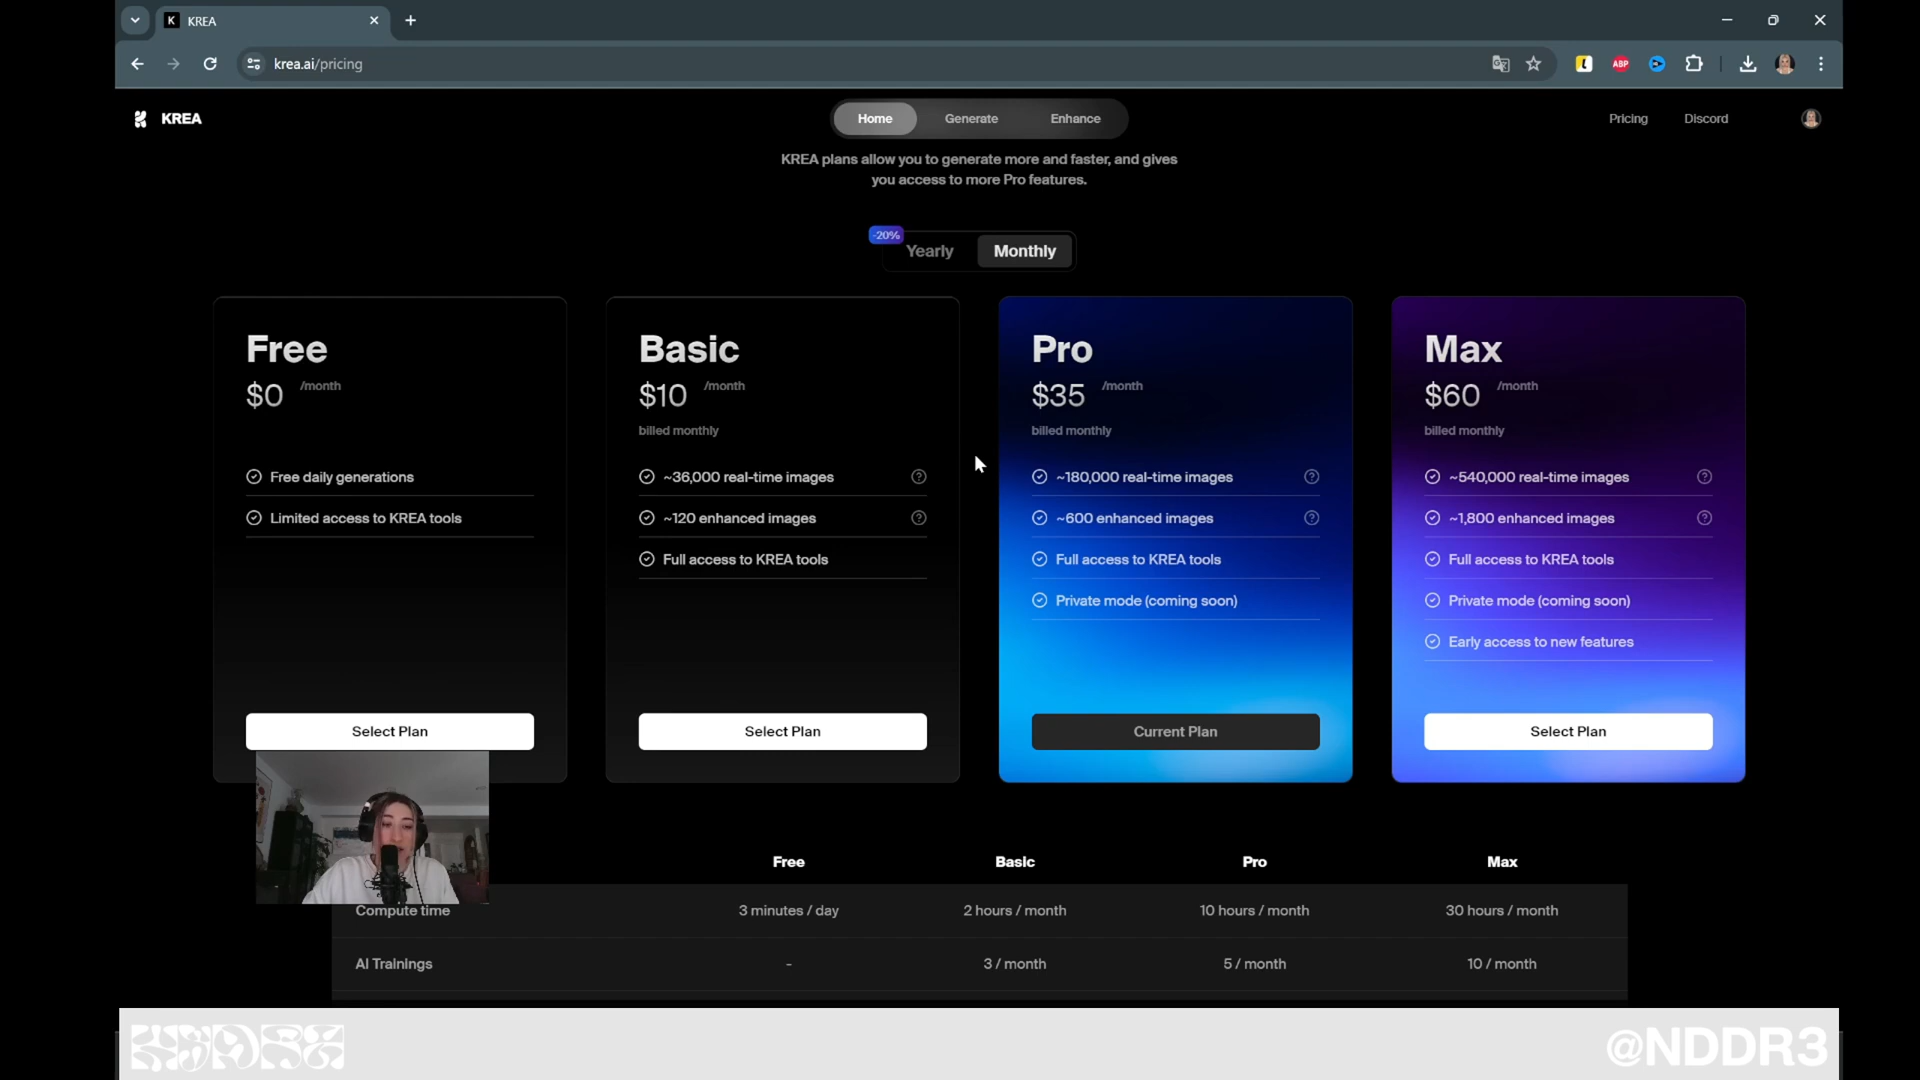 KREA
krea.ai/pricing
ABP
KREA
Home
Generate
Enhance
Pricing
Discord
KREA plans allow you to generate more and faster, and gives
you access to more Pro features.
-20%
Yearly
Monthly
Free
$0 /month
Free daily generations
Limited access to KREA tools
Select Plan
Basic
$10 /month
billed monthly
~36,000 real-time images
~120 enhanced images
Full access to KREA tools
Select Plan
Pro
$35 /month
billed monthly
~180,000 real-time images
~600 enhanced images
Full access to KREA tools
Private mode (coming soon)
Current Plan
Max
$60 /month
billed monthly
~540,000 real-time images
~1,800 enhanced images
Full access to KREA tools
Private mode (coming soon)
Early access to new features
Select Plan
Free Basic Pro Max
Compute time 3 minutes / day 2 hours / month 10 hours / month 30 hours / month
AI Trainings - 3 / month 5 / month 10 / month
@NDDR3